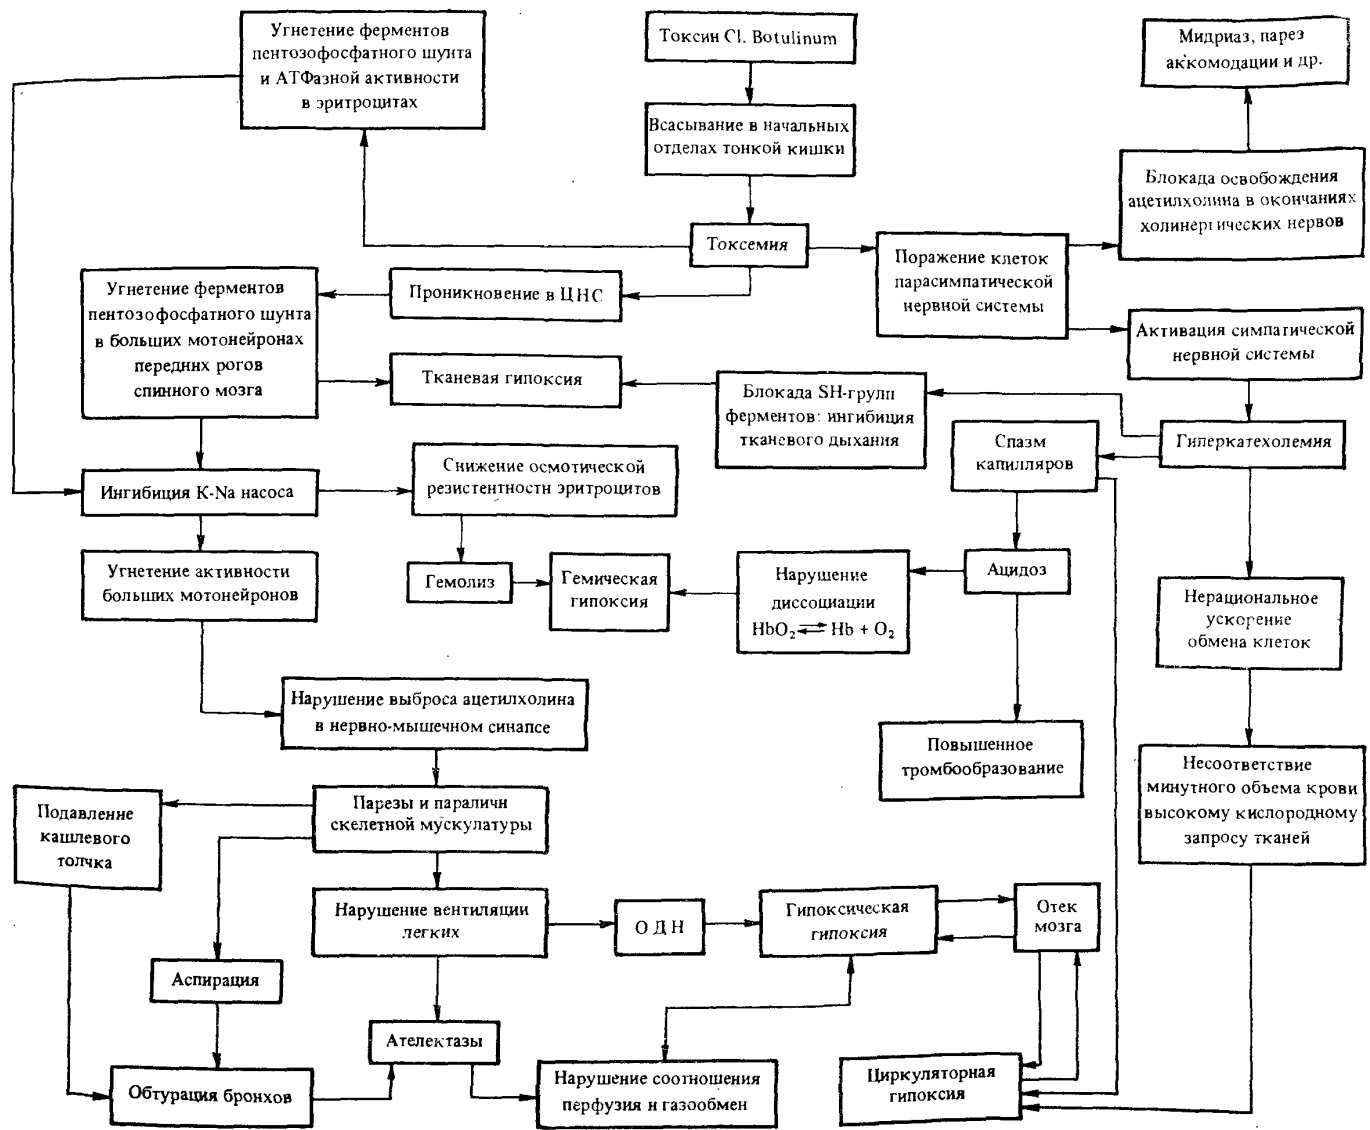 Угнетение ферментов
пентозофосфатного шунта
и АТФазной активности
в эритроцитах
Токсин Cl. Botulinum
Мидриаз, парез
аккомодации и др.
Всасывание в начальных
отделах тонкой кишки
Блокада освобождения
ацетилхолина в окончаниях
холинергических нервов
Токсемия
Поражение клеток
парасимпатической
нервной системы
Проникновение в ЦНС
Угнетение ферментов
пентозофосфатного шунта
в больших мотонейронах
передних рогов
спинного мозга
Активация симпатической
нервной системы
Тканевая гипоксия
Блокада SH-групп
ферментов: ингибиция
тканевого дыхания
Спазм
капилляров
Гиперкатехолемия
Снижение осмотической
резистентности эритроцитов
Ингибиция K-Na насоса
Угнетение активности
больших мотонейронов
Гемолиз
Гемическая
гипоксия
Нарушение
диссоциации
HbO₂ ⇄ Hb + O₂
Ацидоз
Нерациональное
ускорение
обмена клеток
Нарушение выброса ацетилхолина
в нервно-мышечном синапсе
Повышенное
тромбообразование
Несоответствие
минутного объема крови
высокому кислородному
запросу тканей
Подавление
кашлевого
толчка
Парезы и параличи
скелетной мускулатуры
Нарушение вентиляции
легких
О Д Н
Гипоксическая
гипоксия
Отек
мозга
Аспирация
Ателектазы
Обтурация бронхов
Нарушение соотношения
перфузия и газообмен
Циркуляторная
гипоксия